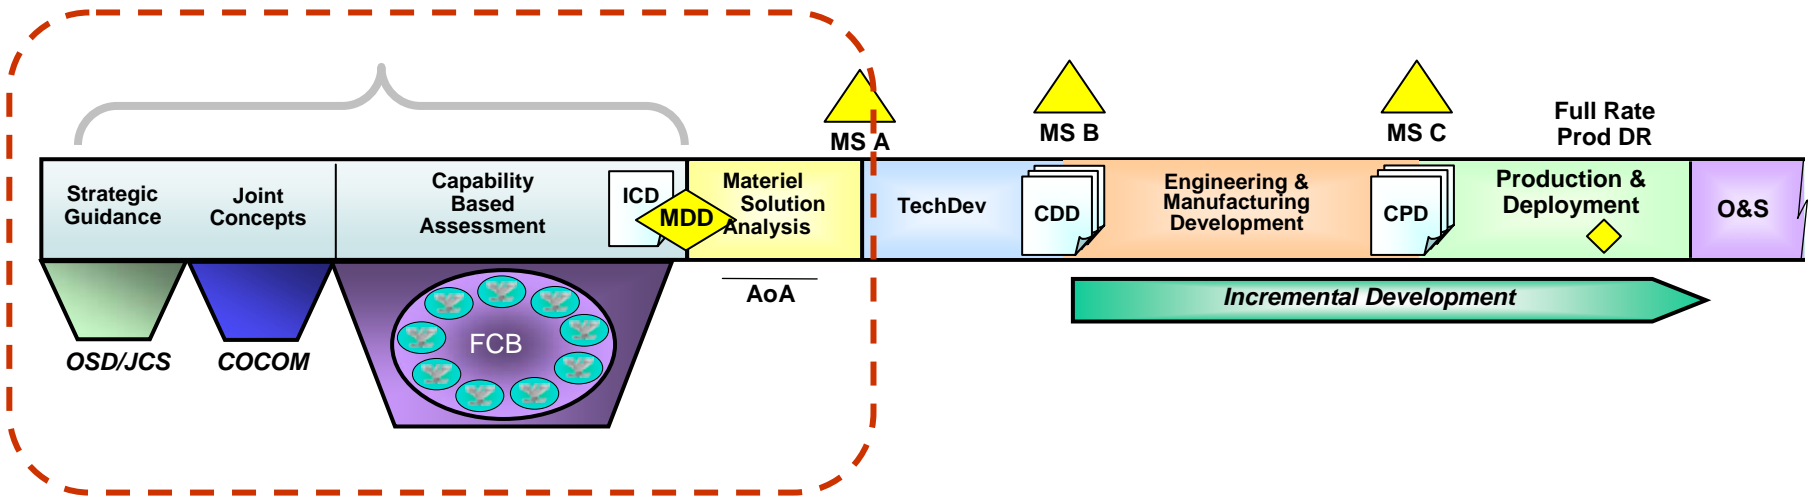 MS A
MS B
MS C
Full Rate
Prod DR
Strategic
Guidance
Joint
Concepts
Capability
Based
Assessment
ICD
MDD
Materiel
Solution
Analysis
TechDev
CDD
Engineering &
Manufacturing
Development
CPD
Production &
Deployment
O&S
OSD/JCS
COCOM
FCB
AoA
Incremental Development